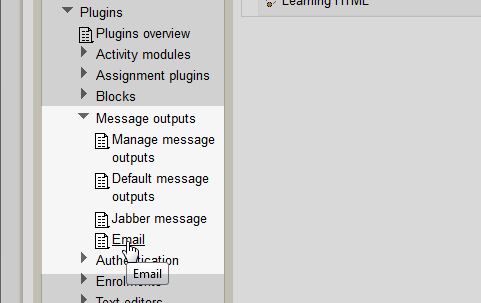 Learning HTML
Plugins
Plugins overview
Activity modules
Assignment plugins
Blocks
Message outputs
Manage message
outputs
Default message
outputs
Jabber message
Email
Authentication
Email
Enrolments
Text editors